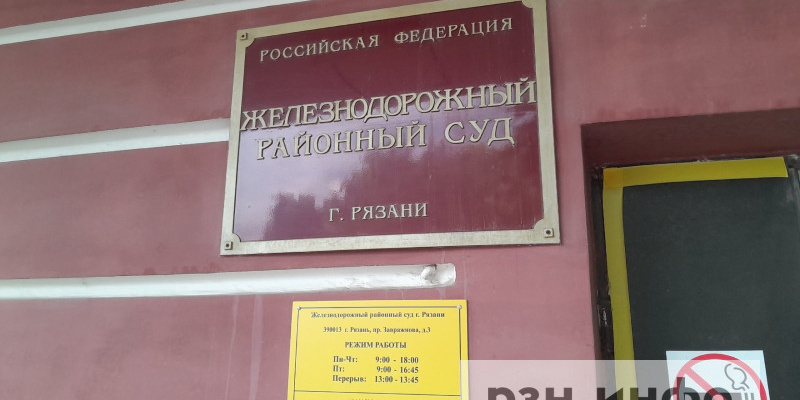 РОССИЙСКАЯ ФЕДЕРАЦИЯ
ЖЕЛЕЗНОДОРОЖНЫЙ
РАЙОННЫЙ СУД
Г. РЯЗАНИ
Железнодорожный районный суд г. Рязани
390013 г. Рязань, пр. Завражнова, д.3
РЕЖИМ РАБОТЫ
Пн-Чт: 9:00 - 18:00
Пт: 9:00 - 16:45
Перерыв: 13:00 - 13:45
рзн.инфо